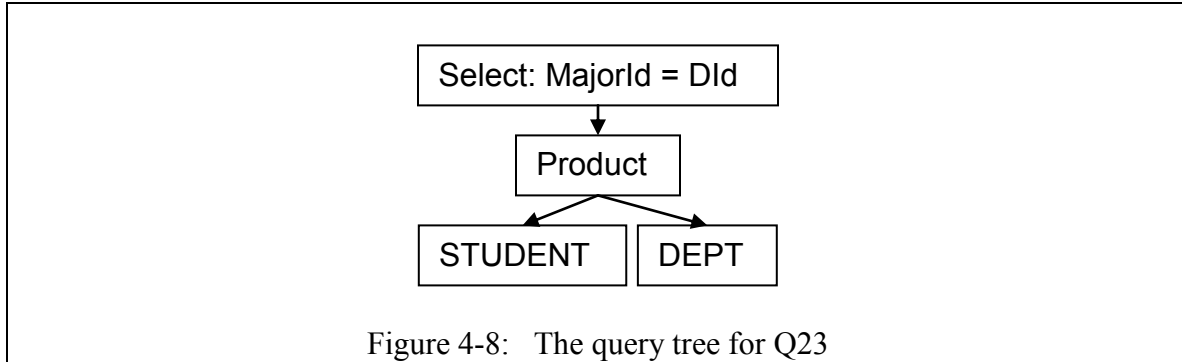 Select: MajorId = DId
Product
STUDENT DEPT
Figure 4-8: The query tree for Q23